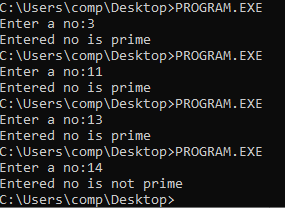 C:\Users\comp\Desktop>PROGRAM.EXE
Enter a no:3
Entered no is prime
C:\Users\comp\Desktop>PROGRAM.EXE
Enter a no:11
Entered no is prime
C:\Users\comp\Desktop>PROGRAM.EXE
Enter a no:13
Entered no is prime
C:\Users\comp\Desktop>PROGRAM.EXE
Enter a no:14
Entered no is not prime
C:\Users\comp\Desktop>